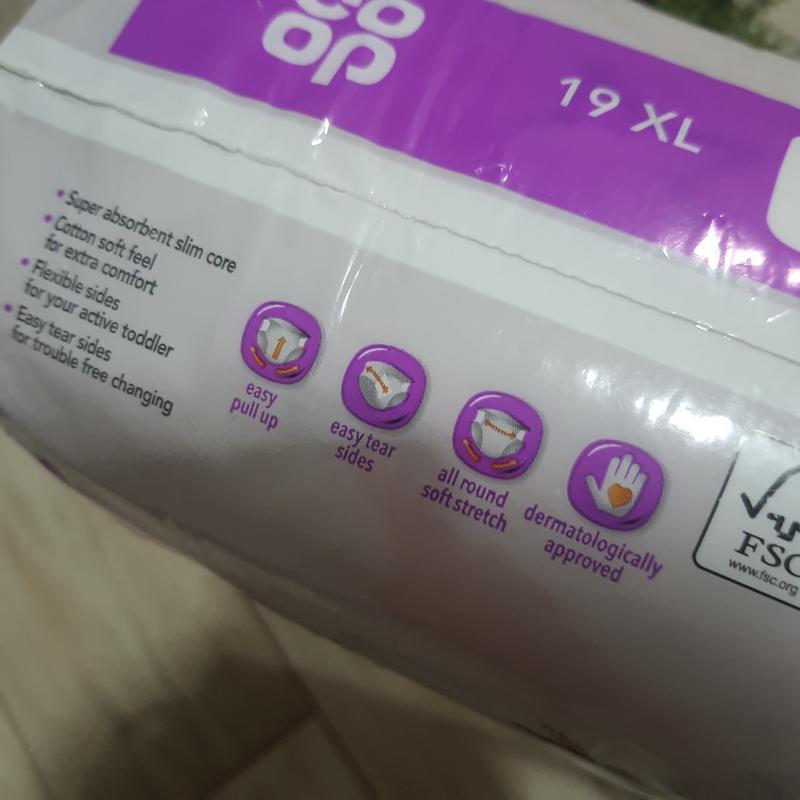 co
op
19 XL
• Super absorbent slim core
• Cotton soft feel
for extra comfort
• Flexible sides
for your active toddler
• Easy tear sides
for trouble free changing
easy
pull up
easy tear
sides
all round
soft stretch
dermatologically
approved
FSC
www.fsc.org